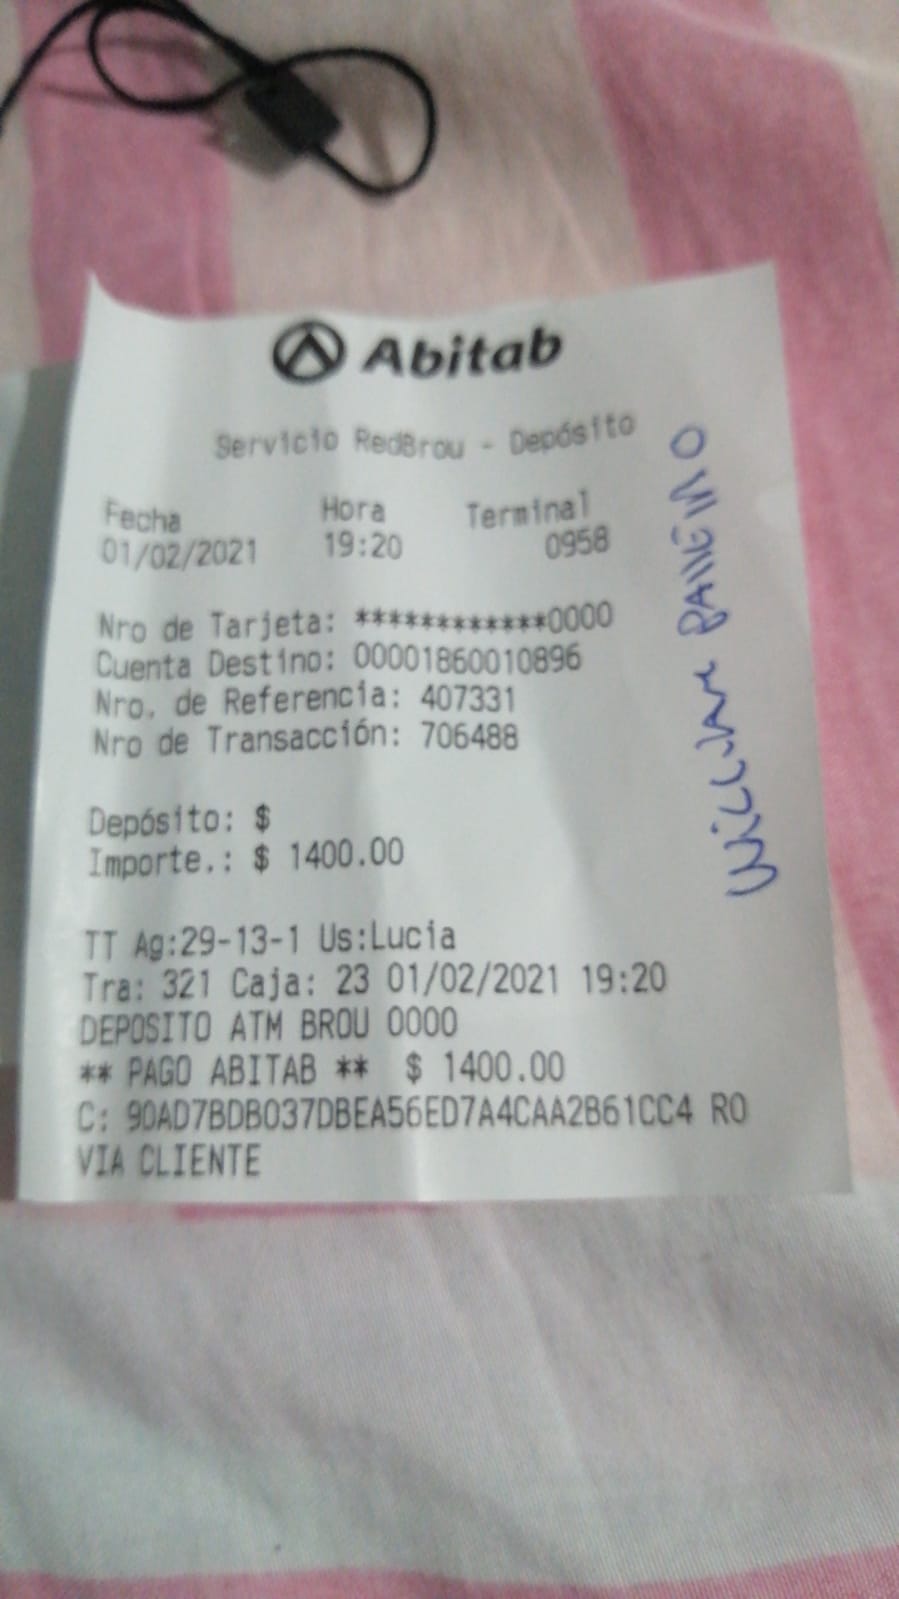 Abitab
Servicio RedBrou - Depósito
Fecha Hora Terminal
01/02/2021 19:20 0958
Nro de Tarjeta: ************0000
Cuenta Destino: 00001860010896
Nro. de Referencia: 407331
Nro de Transacción: 706488
Depósito: $
Importe.: $ 1400.00
TT Ag:29-13-1 Us:Lucia
Tra: 321 Caja: 23 01/02/2021 19:20
DEPOSITO ATM BROU 0000
** PAGO ABITAB ** $ 1400.00
C: 90AD7BDB037DBEA56ED7A4CAA2B61CC4 RO
VIA CLIENTE
William